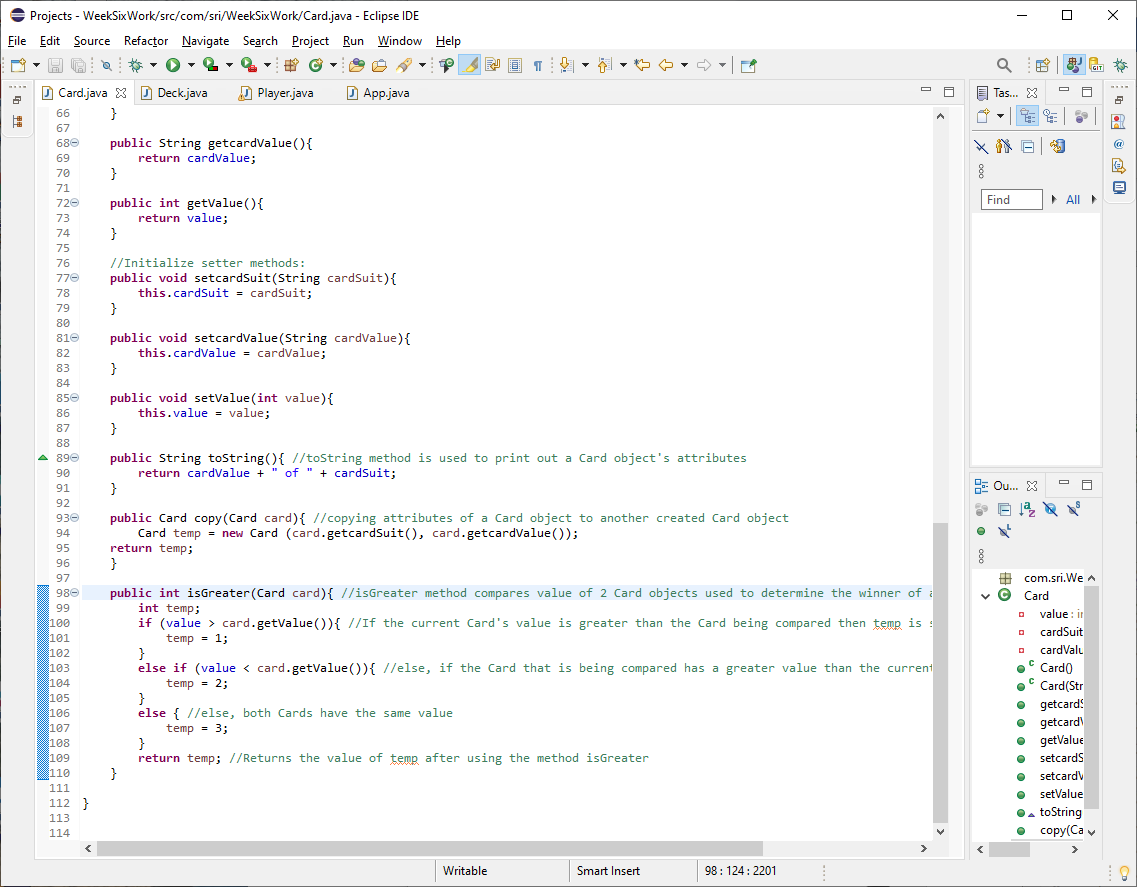 Projects - WeekSixWork/src/com/sri/WeekSixWork/Card.java - Eclipse IDE
File Edit Source Refactor Navigate Search Project Run Window Help
Card.java Deck.java Player.java App.java
66 }
67
68 public String getcardValue(){
69 return cardValue;
70 }
71
72 public int getValue(){
73 return value;
74 }
75
76 //Initialize setter methods:
77 public void setcardSuit(String cardSuit){
78 this.cardSuit = cardSuit;
79 }
80
81 public void setcardValue(String cardValue){
82 this.cardValue = cardValue;
83 }
84
85 public void setValue(int value){
86 this.value = value;
87 }
88
89 public String toString(){ //toString method is used to print out a Card object's attributes
90 return cardValue + " of " + cardSuit;
91 }
92
93 public Card copy(Card card){ //copying attributes of a Card object to another created Card object
94 Card temp = new Card (card.getcardSuit(), card.getcardValue());
95 return temp;
96 }
97
98 public int isGreater(Card card){ //isGreater method compares value of 2 Card objects used to determine the winner of a
99 int temp;
100 if (value > card.getValue()){ //If the current Card's value is greater than the Card being compared then temp is s
101 temp = 1;
102 }
103 else if (value < card.getValue()){ //else, if the Card that is being compared has a greater value than the current
104 temp = 2;
105 }
106 else { //else, both Cards have the same value
107 temp = 3;
108 }
109 return temp; //Returns the value of temp after using the method isGreater
110 }
111
112 }
113
114
Tas...
Find All
Ou...
com.sri.We
Card
value : in
cardSuit
cardValu
Card()
Card(Str
getcardS
getcardV
getValue
setcardS
setcardV
setValue
toString
copy(Ca
Writable Smart Insert 98 : 124 : 2201